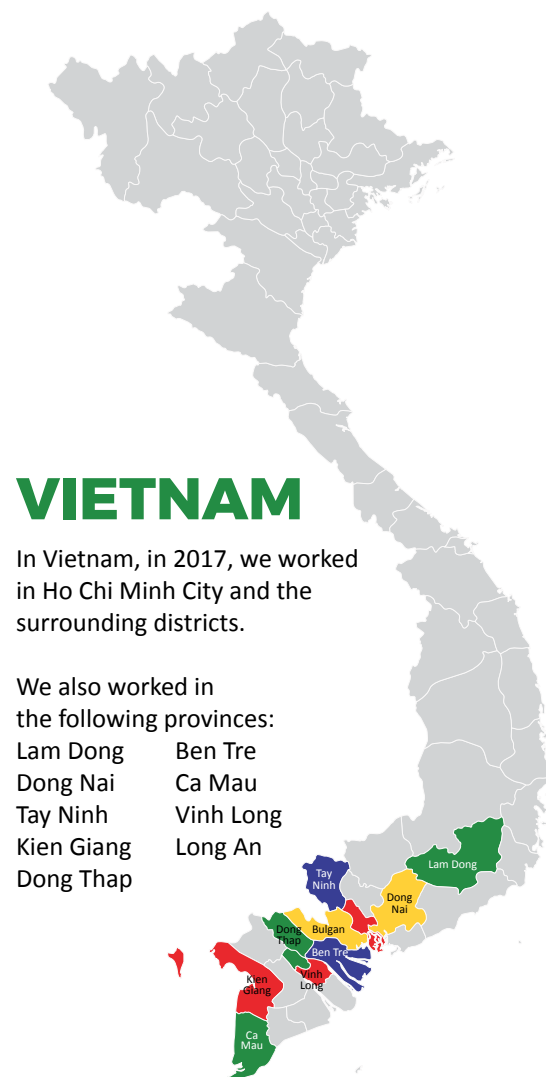 VIETNAM
In Vietnam, in 2017, we worked
in Ho Chi Minh City and the
surrounding districts.
We also worked in
the following provinces:
Lam Dong
Dong Nai
Tay Ninh
Kien Giang
Dong Thap
Ben Tre
Ca Mau
Vinh Long
Long An
Lam Dong
Tay
Ninh
Dong
Nai
Dong
Thap
Bulgan
Ben Tre
Kien
Giang
Vinh
Long
Ca
Mau